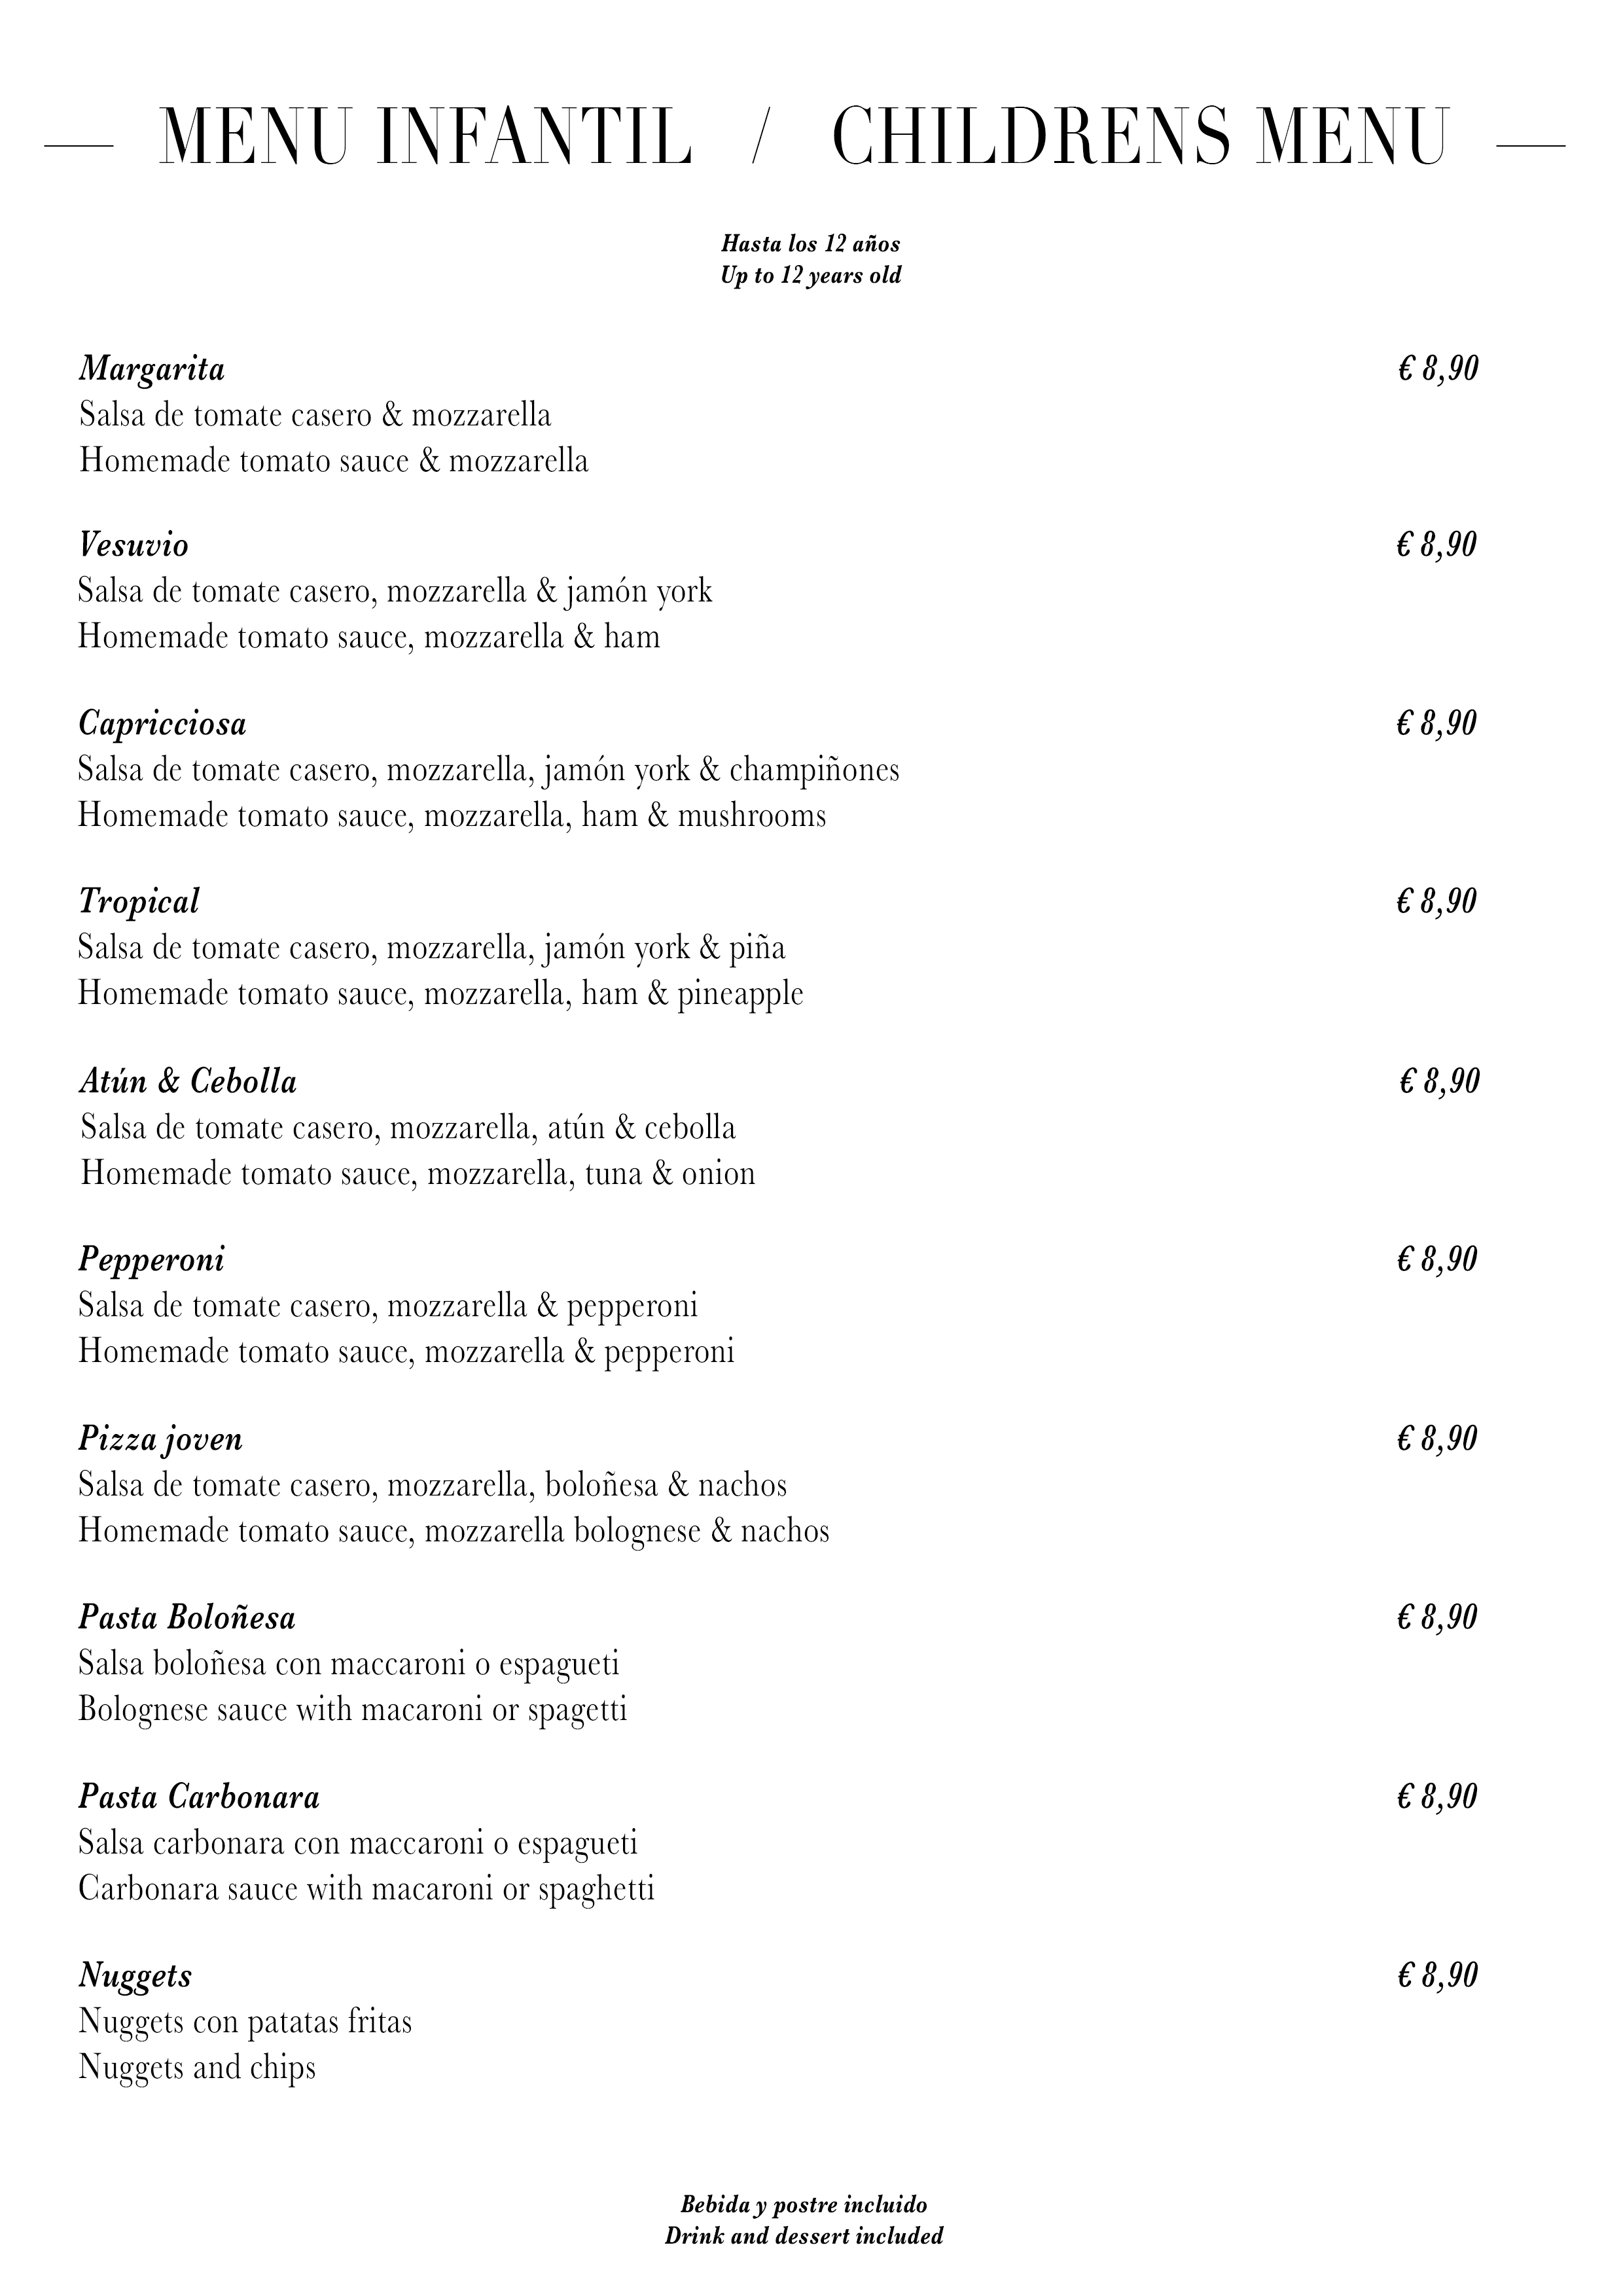 MENU INFANTIL / CHILDRENS MENU
Hasta los 12 años
Up to 12 years old
Margarita € 8,90
Salsa de tomate casero & mozzarella
Homemade tomato sauce & mozzarella
Vesuvio € 8,90
Salsa de tomate casero, mozzarella & jamón york
Homemade tomato sauce, mozzarella & ham
Capricciosa € 8,90
Salsa de tomate casero, mozzarella, jamón york & champiñones
Homemade tomato sauce, mozzarella, ham & mushrooms
Tropical € 8,90
Salsa de tomate casero, mozzarella, jamón york & piña
Homemade tomato sauce, mozzarella, ham & pineapple
Atún & Cebolla € 8,90
Salsa de tomate casero, mozzarella, atún & cebolla
Homemade tomato sauce, mozzarella, tuna & onion
Pepperoni € 8,90
Salsa de tomate casero, mozzarella & pepperoni
Homemade tomato sauce, mozzarella & pepperoni
Pizza joven € 8,90
Salsa de tomate casero, mozzarella, boloñesa & nachos
Homemade tomato sauce, mozzarella bolognese & nachos
Pasta Boloñesa € 8,90
Salsa boloñesa con maccaroni o espagueti
Bolognese sauce with macaroni or spagetti
Pasta Carbonara € 8,90
Salsa carbonara con maccaroni o espagueti
Carbonara sauce with macaroni or spaghetti
Nuggets € 8,90
Nuggets con patatas fritas
Nuggets and chips
Bebida y postre incluido
Drink and dessert included